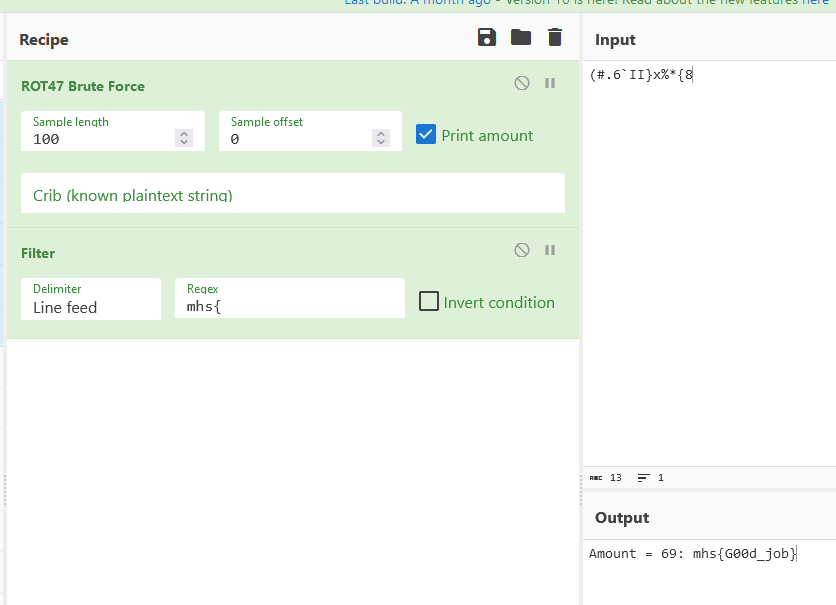 Last build: A month ago - Version 10 is here! Read about the new features here
Recipe
ROT47 Brute Force
Sample length
100
Sample offset
0
Print amount
Crib (known plaintext string)
Filter
Delimiter
Line feed
Regex
mhs{
Invert condition
Input
(#.6`II}x%*{8
ABC 13 1
Output
Amount = 69: mhs{G00d_job}